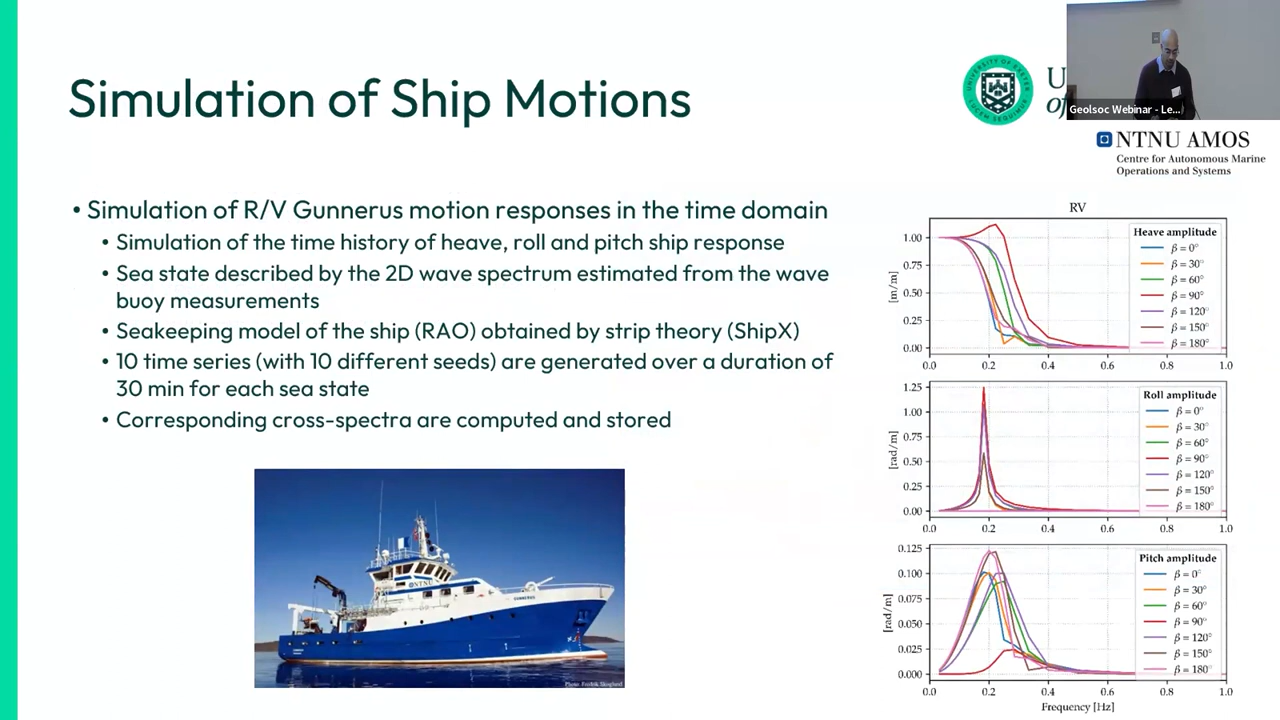 Simulation of Ship Motions
UNIVERSITY OF EXETER
LUCEM SEQUIMUR
U
of
Geolsoc Webinar - Le...
NTNU AMOS
Centre for Autonomous Marine
Operations and Systems
• Simulation of R/V Gunnerus motion responses in the time domain
• Simulation of the time history of heave, roll and pitch ship response
• Sea state described by the 2D wave spectrum estimated from the wave
buoy measurements
• Seakeeping model of the ship (RAO) obtained by strip theory (ShipX)
• 10 time series (with 10 different seeds) are generated over a duration of
30 min for each sea state
• Corresponding cross-spectra are computed and stored
NTNU
GUNNERUS
Photo: Fredrik Skoglund
RV
[m/m]
1.00
0.75
0.50
0.25
0.00
0.0 0.2 0.4 0.6 0.8 1.0
Heave amplitude
β = 0°
β = 30°
β = 60°
β = 90°
β = 120°
β = 150°
β = 180°
[rad/m]
1.25
1.00
0.75
0.50
0.25
0.00
0.0 0.2 0.4 0.6 0.8 1.0
Roll amplitude
β = 0°
β = 30°
β = 60°
β = 90°
β = 120°
β = 150°
β = 180°
[rad/m]
0.125
0.100
0.075
0.050
0.025
0.000
0.0 0.2 0.4 0.6 0.8 1.0
Pitch amplitude
β = 0°
β = 30°
β = 60°
β = 90°
β = 120°
β = 150°
β = 180°
Frequency [Hz]